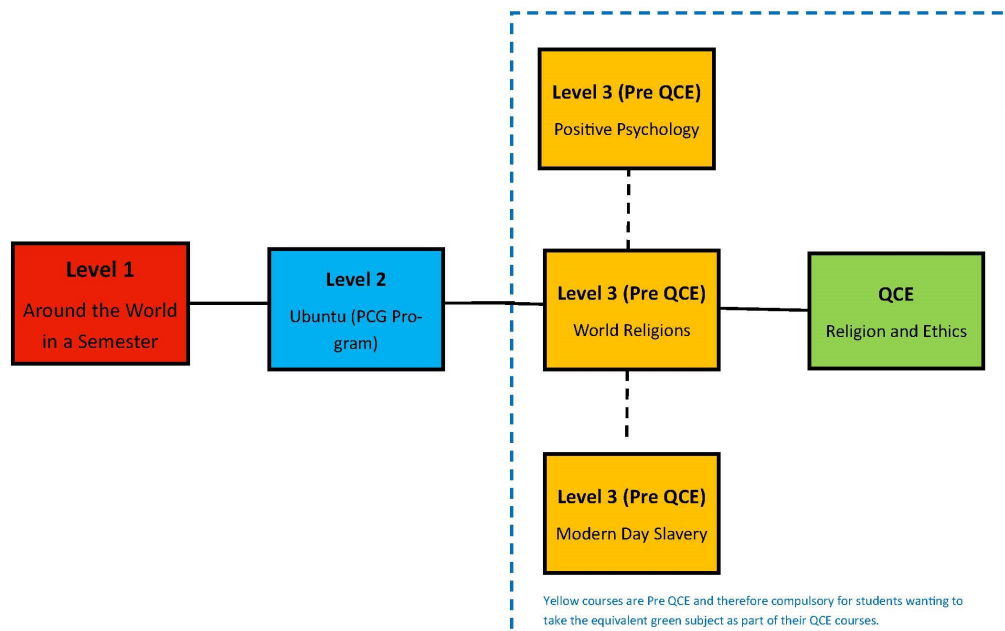 Level 3 (Pre QCE)
Positive Psychology
Level 1
Around the World
in a Semester
Level 2
Ubuntu (PCG Pro-
gram)
Level 3 (Pre QCE)
World Religions
QCE
Religion and Ethics
Level 3 (Pre QCE)
Modern Day Slavery
Yellow courses are Pre QCE and therefore compulsory for students wanting to
take the equivalent green subject as part of their QCE courses.